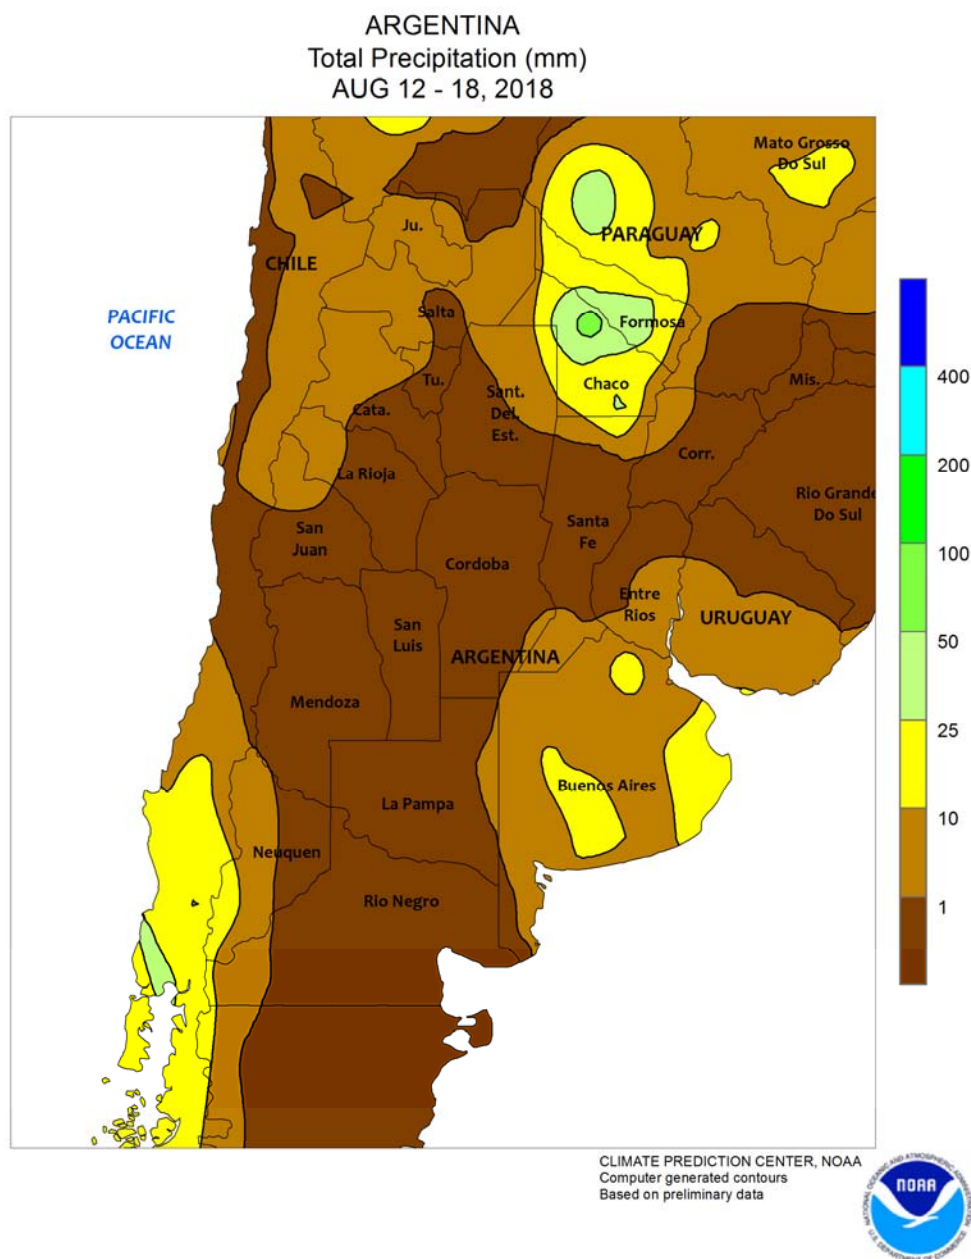 ARGENTINA
Total Precipitation (mm)
AUG 12 - 18, 2018
Mato Grosso
Do Sul
Ju.
PARAGUAY
CHILE
PACIFIC
OCEAN
Salta
Formosa
Tu.
Chaco
Mis.
Sant.
Del.
Est.
Cata.
Corr.
La Rioja
Rio Grande
Do Sul
San
Juan
Santa
Fe
Cordoba
Entre
Rios
URUGUAY
San
Luis
ARGENTINA
Mendoza
Buenos Aires
La Pampa
Neuquen
Rio Negro
400
200
100
50
25
10
1
CLIMATE PREDICTION CENTER, NOAA
Computer generated contours
Based on preliminary data
NOAA